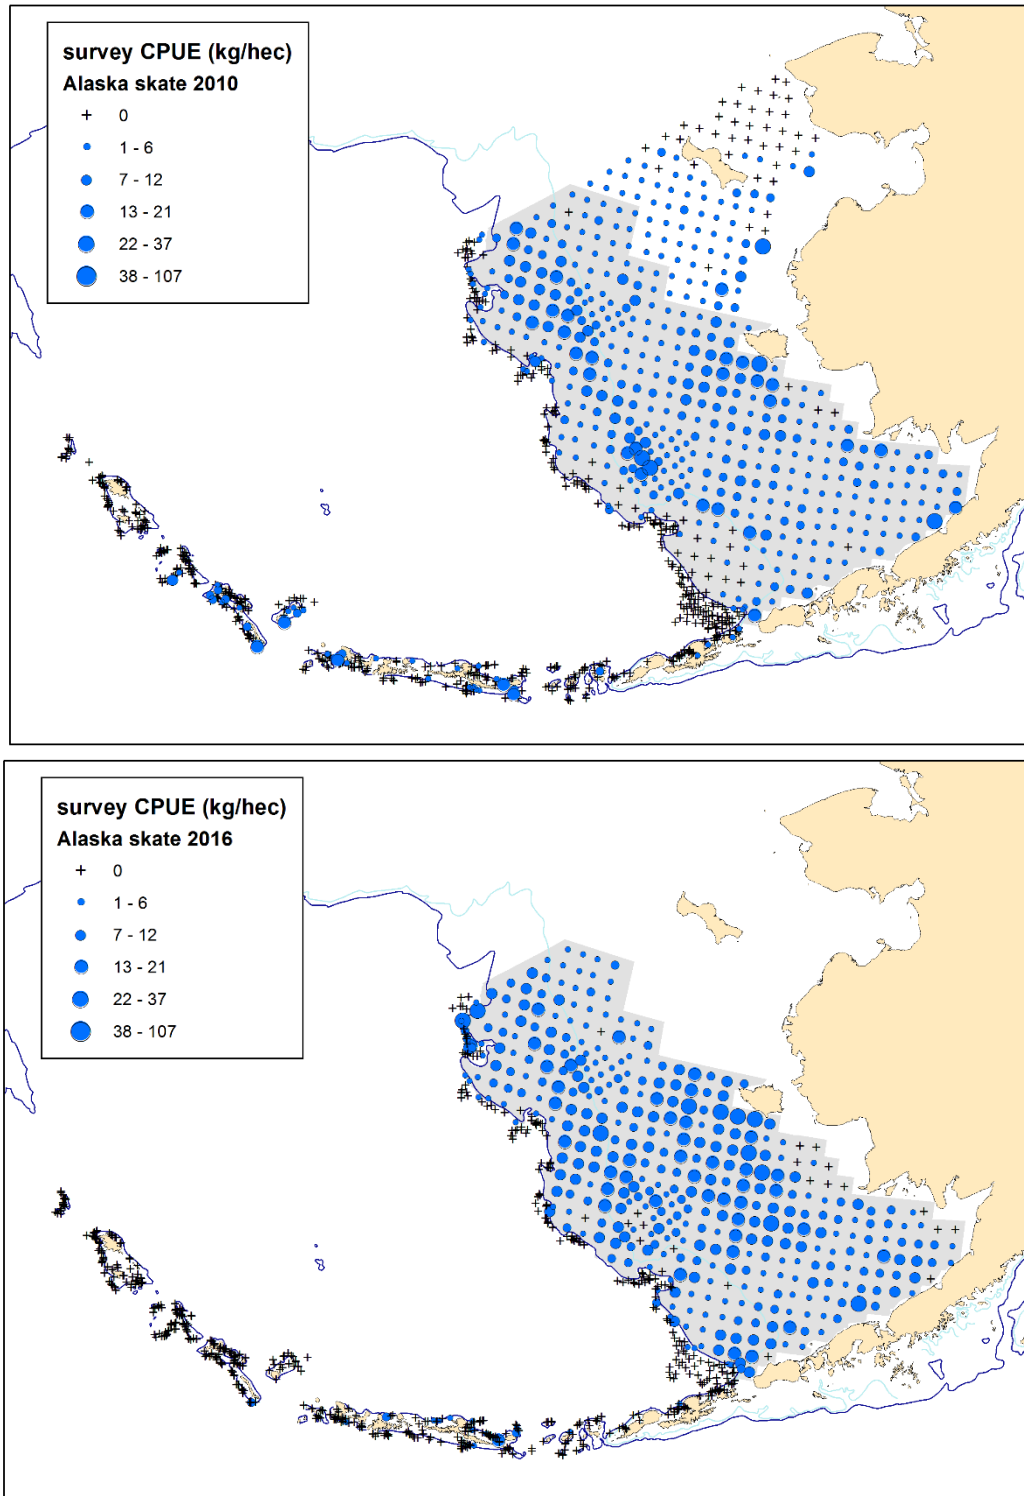 survey CPUE (kg/hec)
Alaska skate 2010
0
1 - 6
7 - 12
13 - 21
22 - 37
38 - 107
survey CPUE (kg/hec)
Alaska skate 2016
0
1 - 6
7 - 12
13 - 21
22 - 37
38 - 107